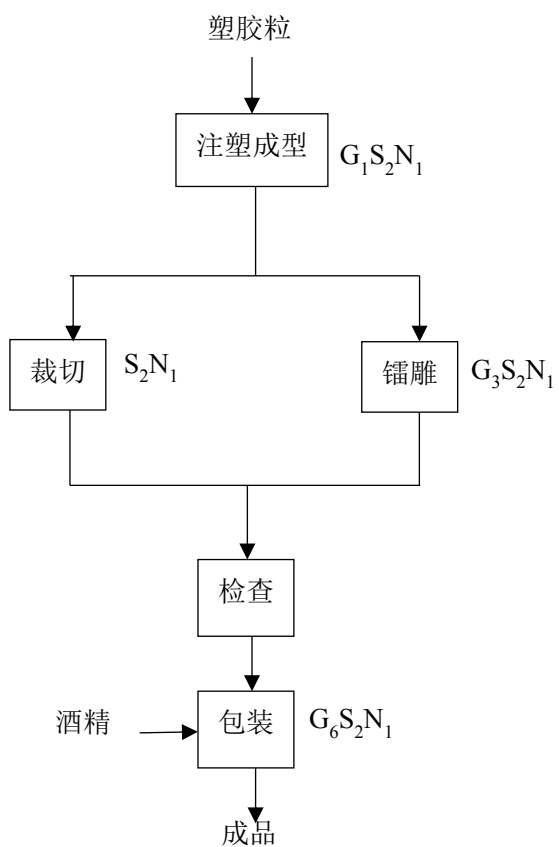 塑胶粒
注塑成型
G₁S₂N₁
裁切
S₂N₁
镭雕
G₃S₂N₁
检查
酒精
包装
G₆S₂N₁
成品